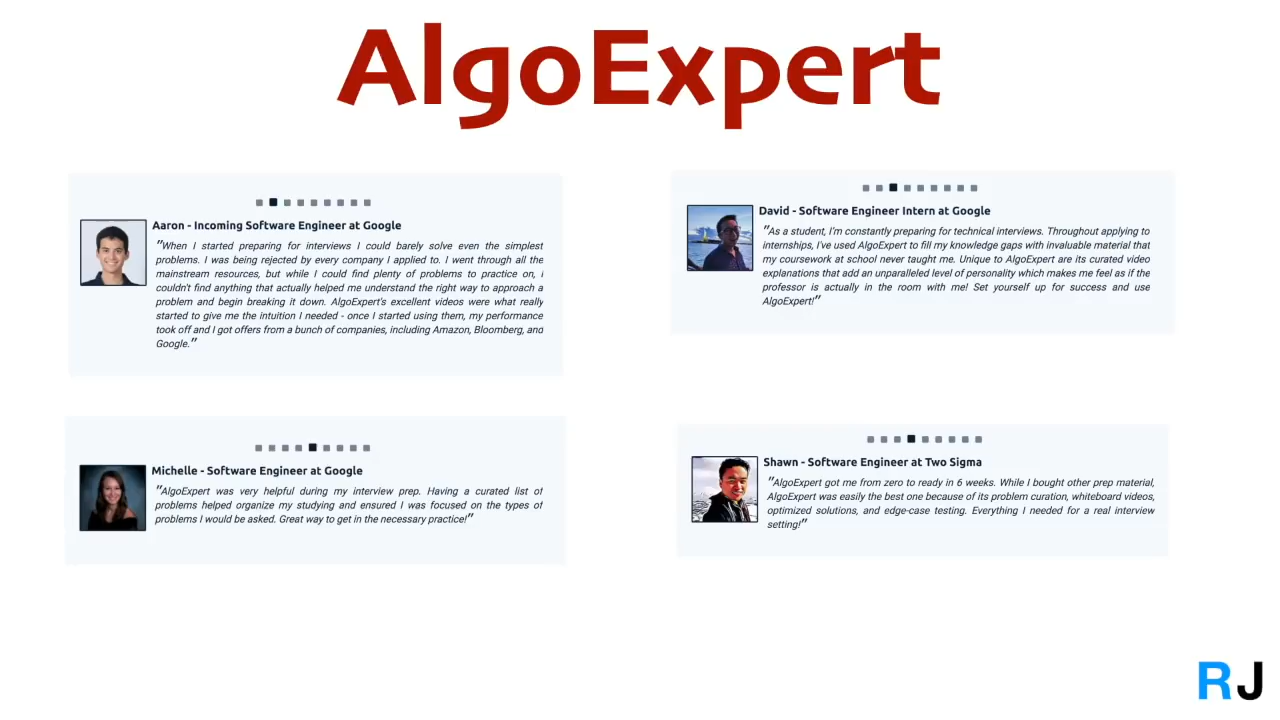 AlgoExpert
Aaron - Incoming Software Engineer at Google
"When I started preparing for interviews I could barely solve even the simplest
problems. I was being rejected by every company I applied to. I went through all the
mainstream resources, but while I could find plenty of problems to practice on, I
couldn't find anything that actually helped me understand the right way to approach a
problem and begin breaking it down. AlgoExpert's excellent videos were what really
started to give me the intuition I needed - once I started using them, my performance
took off and I got offers from a bunch of companies, including Amazon, Bloomberg, and
Google."
David - Software Engineer Intern at Google
"As a student, I'm constantly preparing for technical interviews. Throughout applying to
internships, I've used AlgoExpert to fill my knowledge gaps with invaluable material that
my coursework at school never taught me. Unique to AlgoExpert are its curated video
explanations that add an unparalleled level of personality which makes me feel as if the
professor is actually in the room with me! Set yourself up for success and use
AlgoExpert!"
Michelle - Software Engineer at Google
"AlgoExpert was very helpful during my interview prep. Having a curated list of
problems helped organize my studying and ensured I was focused on the types of
problems I would be asked. Great way to get in the necessary practice!"
Shawn - Software Engineer at Two Sigma
"AlgoExpert got me from zero to ready in 6 weeks. While I bought other prep material,
AlgoExpert was easily the best one because of its problem curation, whiteboard videos,
optimized solutions, and edge-case testing. Everything I needed for a real interview
setting!"
RJ